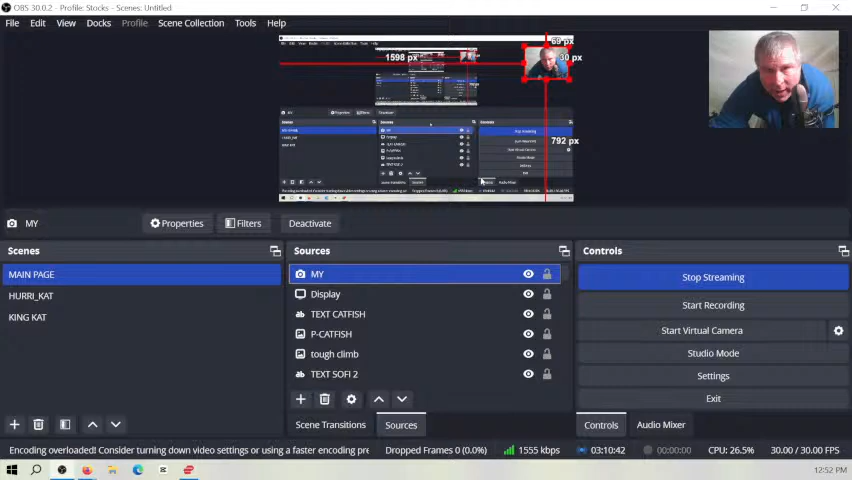 OBS 30.0.2 - Profile: Stocks - Scenes: Untitled
File Edit View Docks Profile Scene Collection Tools Help
69 px
1598 px
30 px
792 px
MY
Properties Filters Deactivate
Scenes Sources Controls
MAIN PAGE
HURRI_KAT
KING KAT
MY
Display
TEXT CATFISH
P-CATFISH
tough climb
TEXT SOFI 2
Stop Streaming
Start Recording
Start Virtual Camera
Studio Mode
Settings
Exit
Scene Transitions Sources Controls Audio Mixer
Encoding overloaded! Consider turning down video settings or using a faster encoding pre Dropped Frames 0 (0.0%) 1555 kbps 03:10:42 00:00:00 CPU: 26.5% 30.00 / 30.00 FPS
12:52 PM